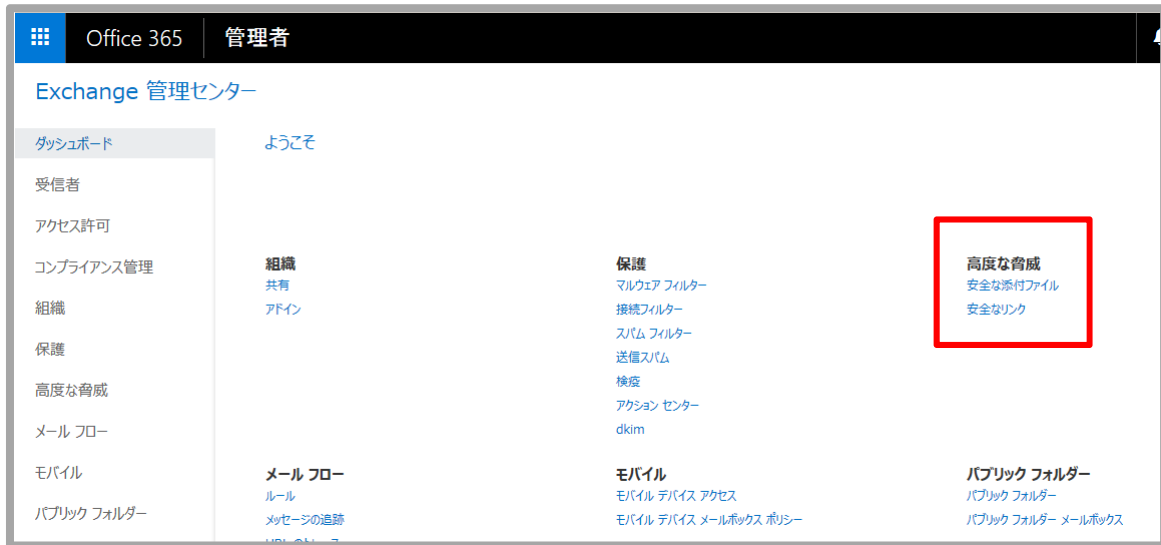 Office 365 管理者
Exchange 管理センター
ダッシュボード
受信者
アクセス許可
コンプライアンス管理
組織
保護
高度な脅威
メール フロー
モバイル
パブリック フォルダー
ようこそ
組織
共有
アドイン
保護
マルウェア フィルター
接続フィルター
スパム フィルター
送信スパム
検疫
アクション センター
dkim
高度な脅威
安全な添付ファイル
安全なリンク
メール フロー
ルール
メッセージの追跡
モバイル
モバイル デバイス アクセス
モバイル デバイス メールボックス ポリシー
パブリック フォルダー
パブリック フォルダー
パブリック フォルダー メールボックス